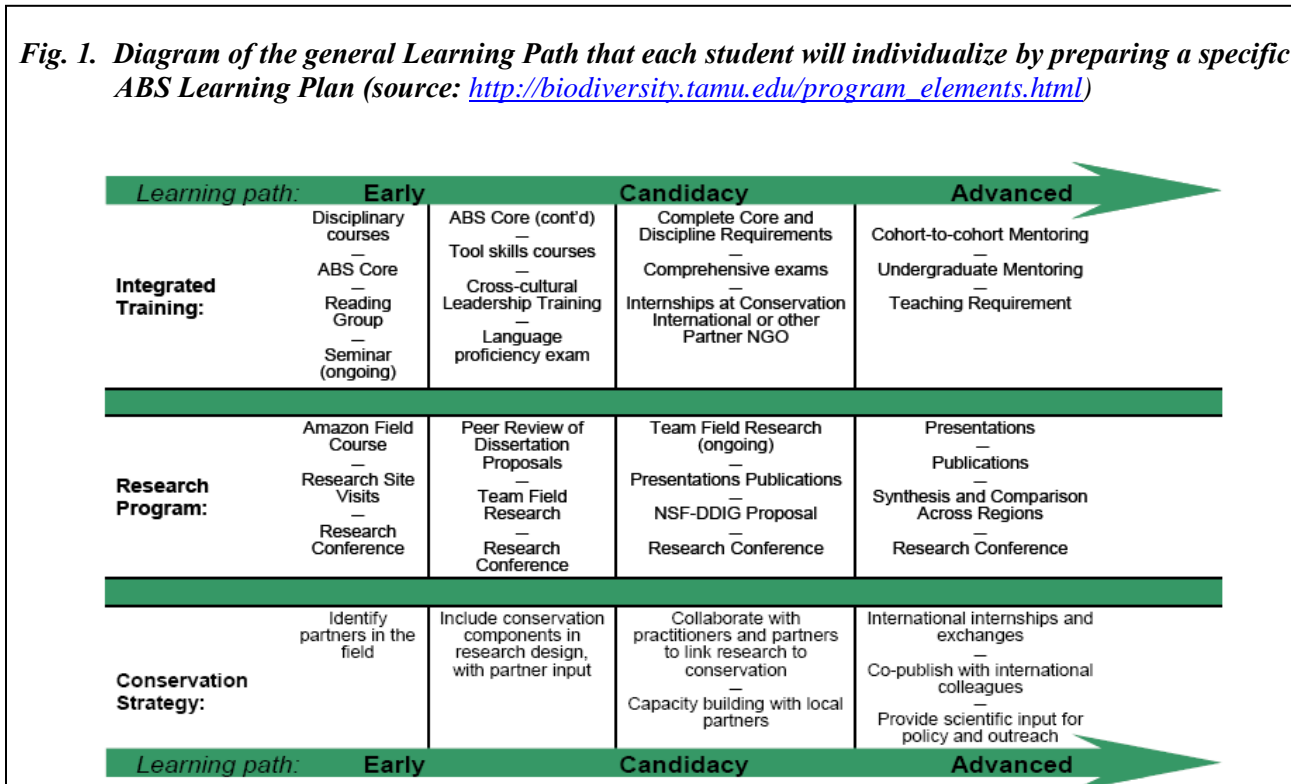 Fig. 1. Diagram of the general Learning Path that each student will individualize by preparing a specific
ABS Learning Plan (source: http://biodiversity.tamu.edu/program_elements.html)
Learning path: Early Candidacy Advanced
Integrated
Training:
Disciplinary
courses
—
ABS Core
—
Reading
Group
—
Seminar
(ongoing)
ABS Core (cont'd)
—
Tool skills courses
—
Cross-cultural
Leadership Training
—
Language
proficiency exam
Complete Core and
Discipline Requirements
—
Comprehensive exams
—
Internships at Conservation
International or other
Partner NGO
Cohort-to-cohort Mentoring
—
Undergraduate Mentoring
—
Teaching Requirement
Research
Program:
Amazon Field
Course
—
Research Site
Visits
—
Research
Conference
Peer Review of
Dissertation
Proposals
—
Team Field
Research
—
Research
Conference
Team Field Research
(ongoing)
—
Presentations Publications
—
NSF-DDIG Proposal
—
Research Conference
Presentations
—
Publications
—
Synthesis and Comparison
Across Regions
—
Research Conference
Conservation
Strategy:
Identify
partners in the
field
Include conservation
components in
research design,
with partner input
Collaborate with
practitioners and partners
to link research to
conservation
—
Capacity building with local
partners
International internships and
exchanges
—
Co-publish with international
colleagues
—
Provide scientific input for
policy and outreach
Learning path: Early Candidacy Advanced